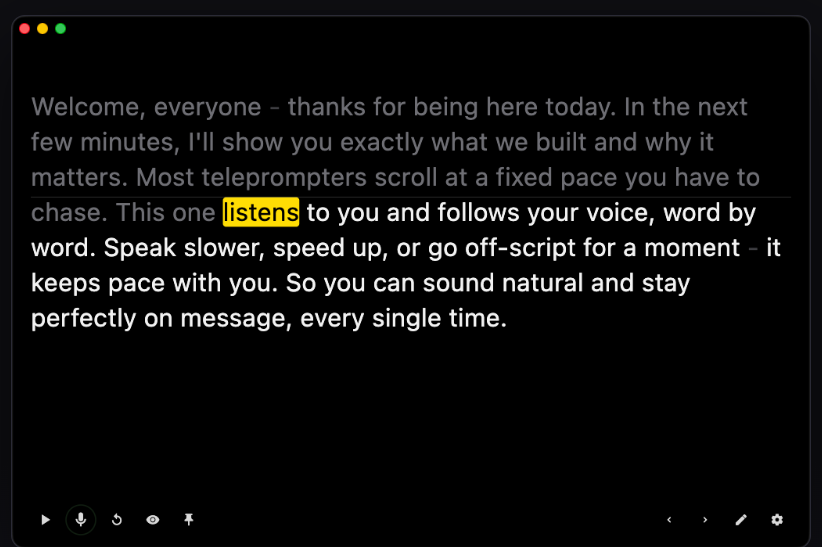 Welcome, everyone - thanks for being here today. In the next
few minutes, I'll show you exactly what we built and why it
matters. Most teleprompters scroll at a fixed pace you have to
chase. This one listens to you and follows your voice, word by
word. Speak slower, speed up, or go off-script for a moment - it
keeps pace with you. So you can sound natural and stay
perfectly on message, every single time.